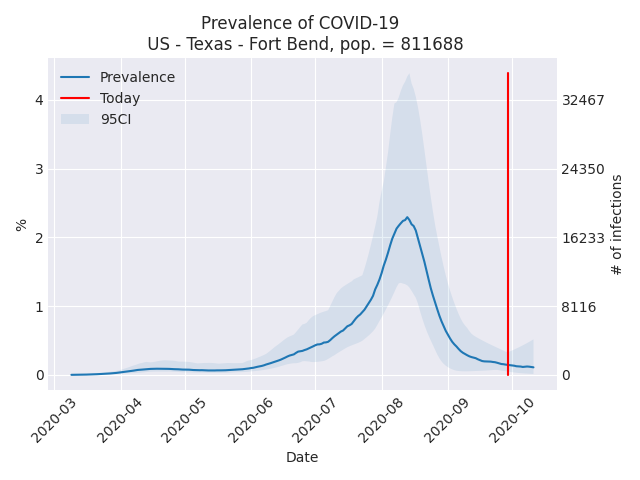 Prevalence of COVID-19
US - Texas - Fort Bend, pop. = 811688
Prevalence
Today
95CI
4
3
2
1
0
%
32467
24350
16233
8116
0
# of infections
2020-03
2020-04
2020-05
2020-06
2020-07
2020-08
2020-09
2020-10
Date